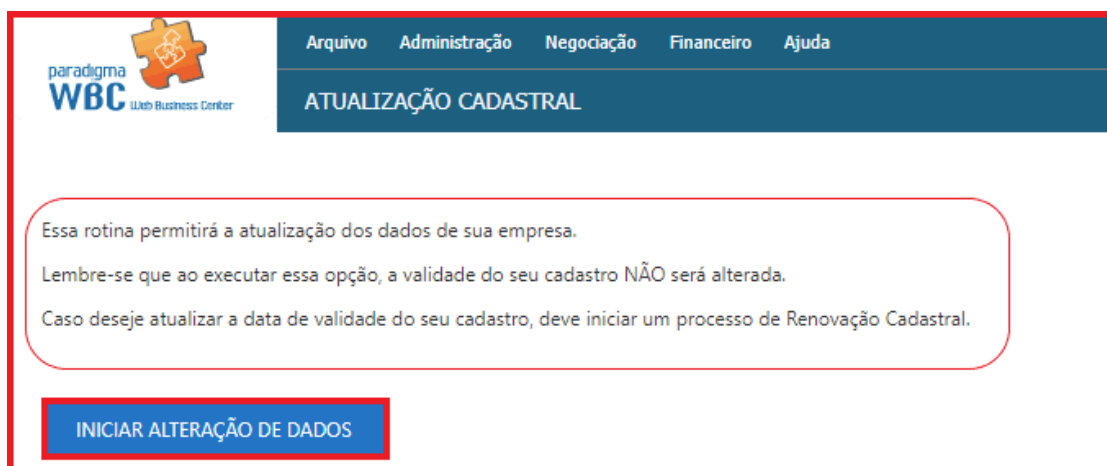 paradigma
WBC Web Business Center
Arquivo Administração Negociação Financeiro Ajuda
ATUALIZAÇÃO CADASTRAL
Essa rotina permitirá a atualização dos dados de sua empresa.
Lembre-se que ao executar essa opção, a validade do seu cadastro NÃO será alterada.
Caso deseje atualizar a data de validade do seu cadastro, deve iniciar um processo de Renovação Cadastral.
INICIAR ALTERAÇÃO DE DADOS